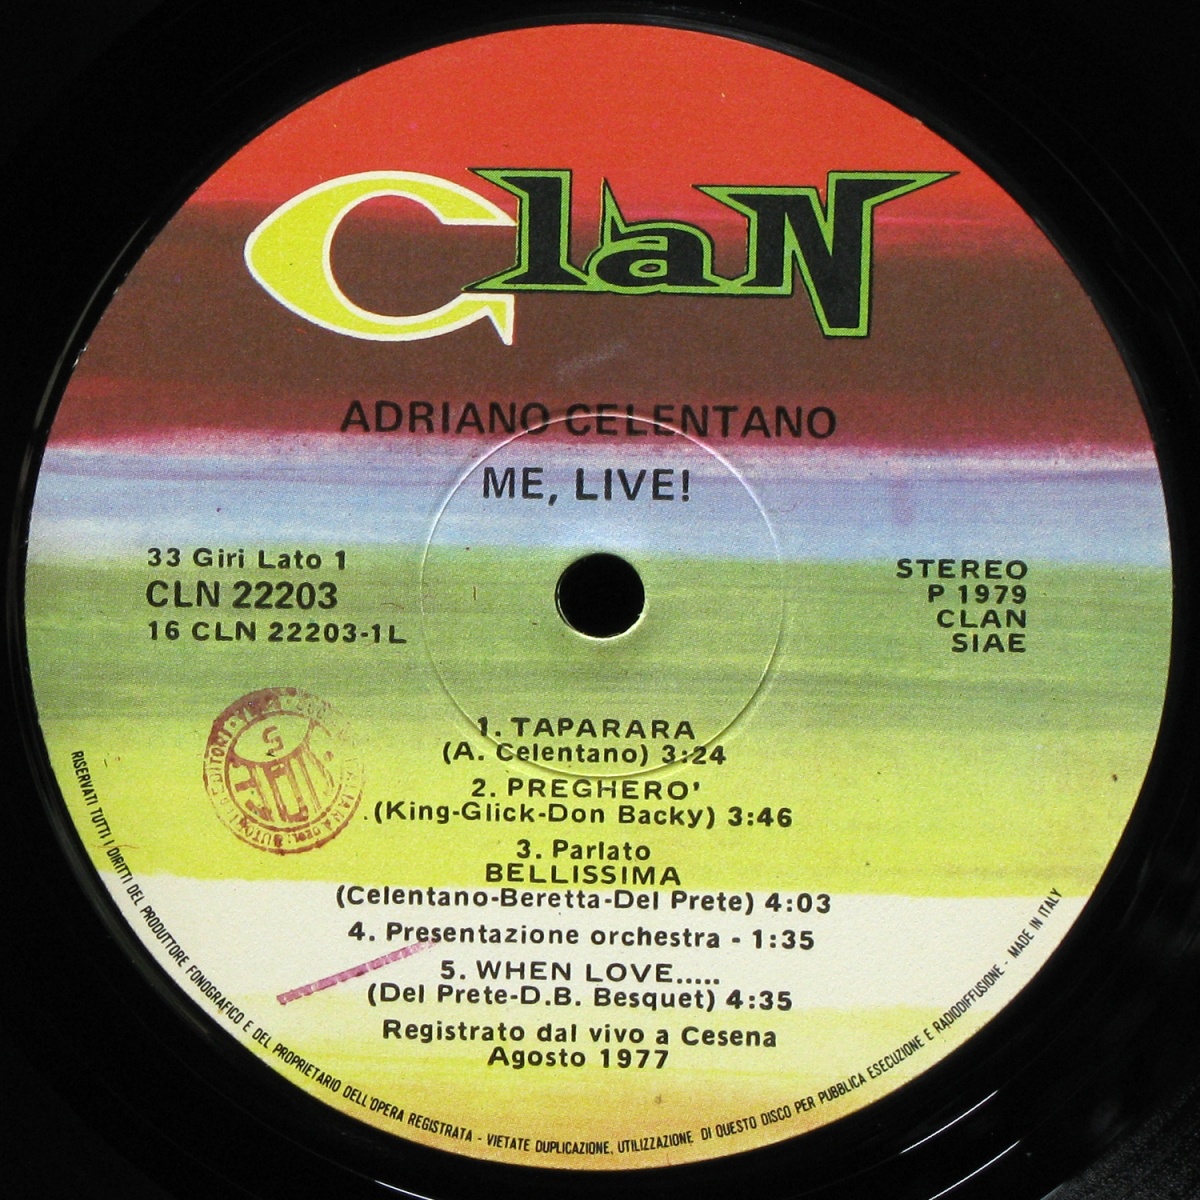 Clan
ADRIANO CELENTANO
ME, LIVE!
33 Giri Lato 1
CLN 22203
16 CLN 22203-1L
STEREO
P 1979
CLAN
SIAE
1. TAPARARA
(A. Celentano) 3:24
2. PREGHERO'
(King-Glick-Don Backy) 3:46
3. Parlato
BELLISSIMA
(Celentano-Beretta-Del Prete) 4:03
4. Presentazione orchestra - 1:35
5. WHEN LOVE.....
(Del Prete-D.B. Besquet) 4:35
Registrato dal vivo a Cesena
Agosto 1977
RISERVATI TUTTI I DIRITTI DEL PRODUTTORE FONOGRAFICO E DEL PROPRIETARIO DELL'OPERA REGISTRATA - VIETATE DUPLICAZIONE, UTILIZZAZIONE DI QUESTO DISCO PER PUBBLICA ESECUZIONE E RADIODIFFUSIONE - MADE IN ITALY